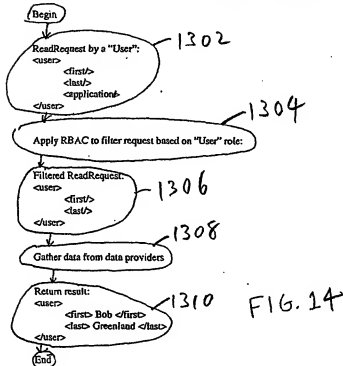 Begin
ReadRequest by a "User":
<user>
<first/>
<last/>
<application/>
</user>
1302
Apply RBAC to filter request based on "User" role:
1304
Filtered ReadRequest:
<user>
<first/>
<last/>
</user>
1306
Gather data from data providers
1308
Return result:
<user>
<first> Bob </first>
<last> Greenland </last>
</user>
1310
FIG. 14
End